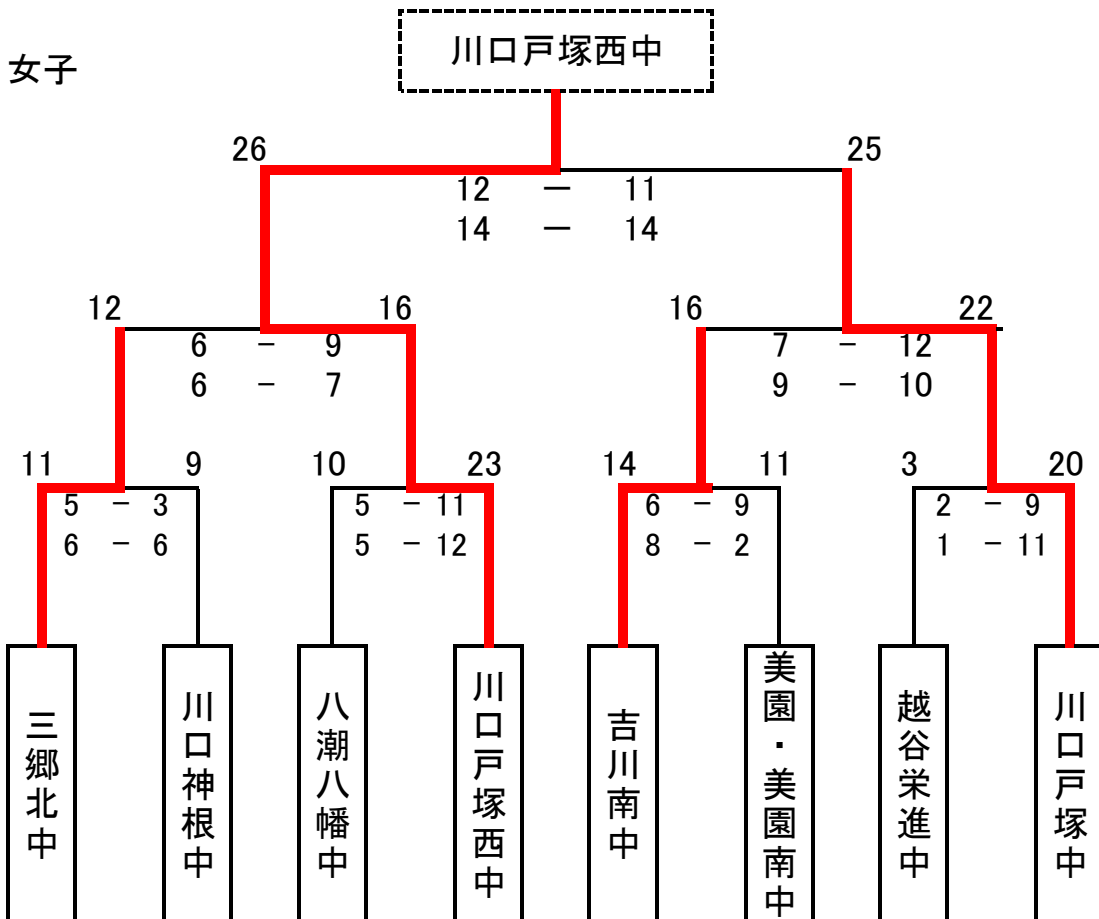 川口戸塚西中
女子
26 25
12 － 11
14 － 14
12 16 16 22
6 － 9 7 － 12
6 － 7 9 － 10
11 9 10 23 14 11 3 20
5 － 3 5 － 11 6 － 9 2 － 9
6 － 6 5 － 12 8 － 2 1 － 11
三郷北中
川口神根中
八潮八幡中
川口戸塚西中
吉川南中
美園・美園南中
越谷栄進中
川口戸塚中